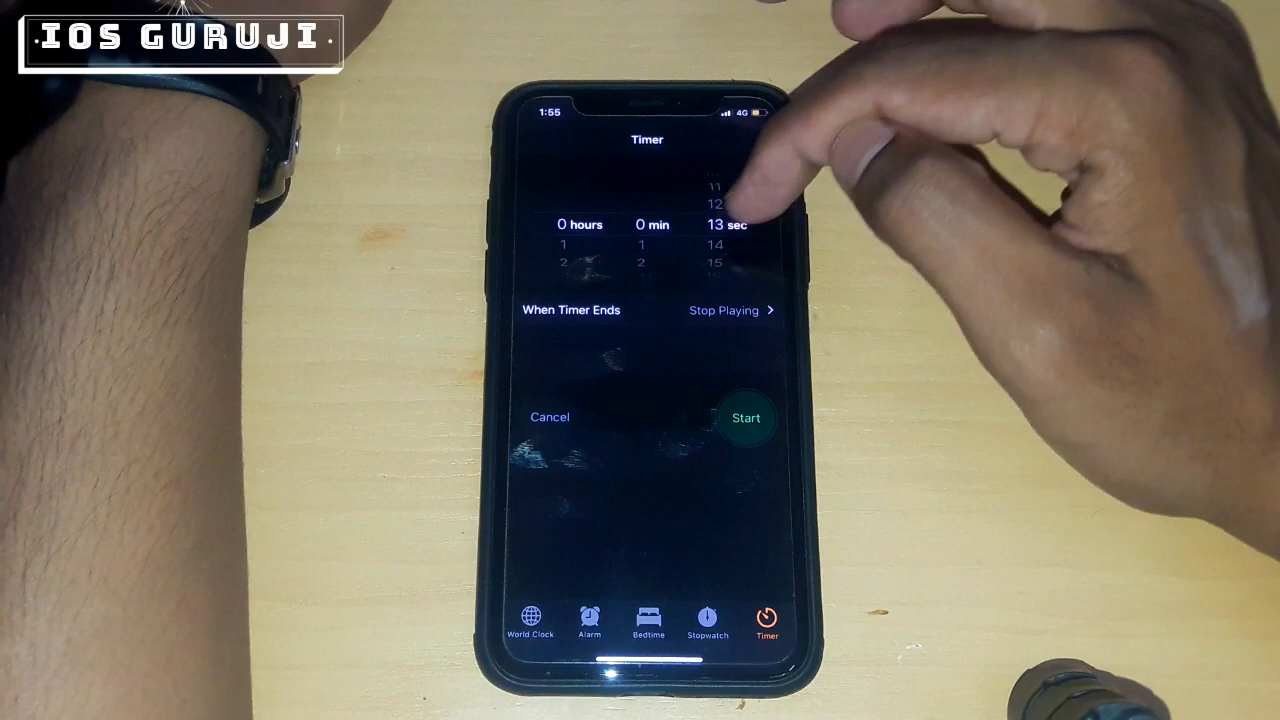 IOS GURUJI
1:55
4G
Timer
11
12
0 hours 0 min 13 sec
1 1 14
2 2 15
When Timer Ends Stop Playing
Cancel Start
World Clock Alarm Bedtime Stopwatch Timer